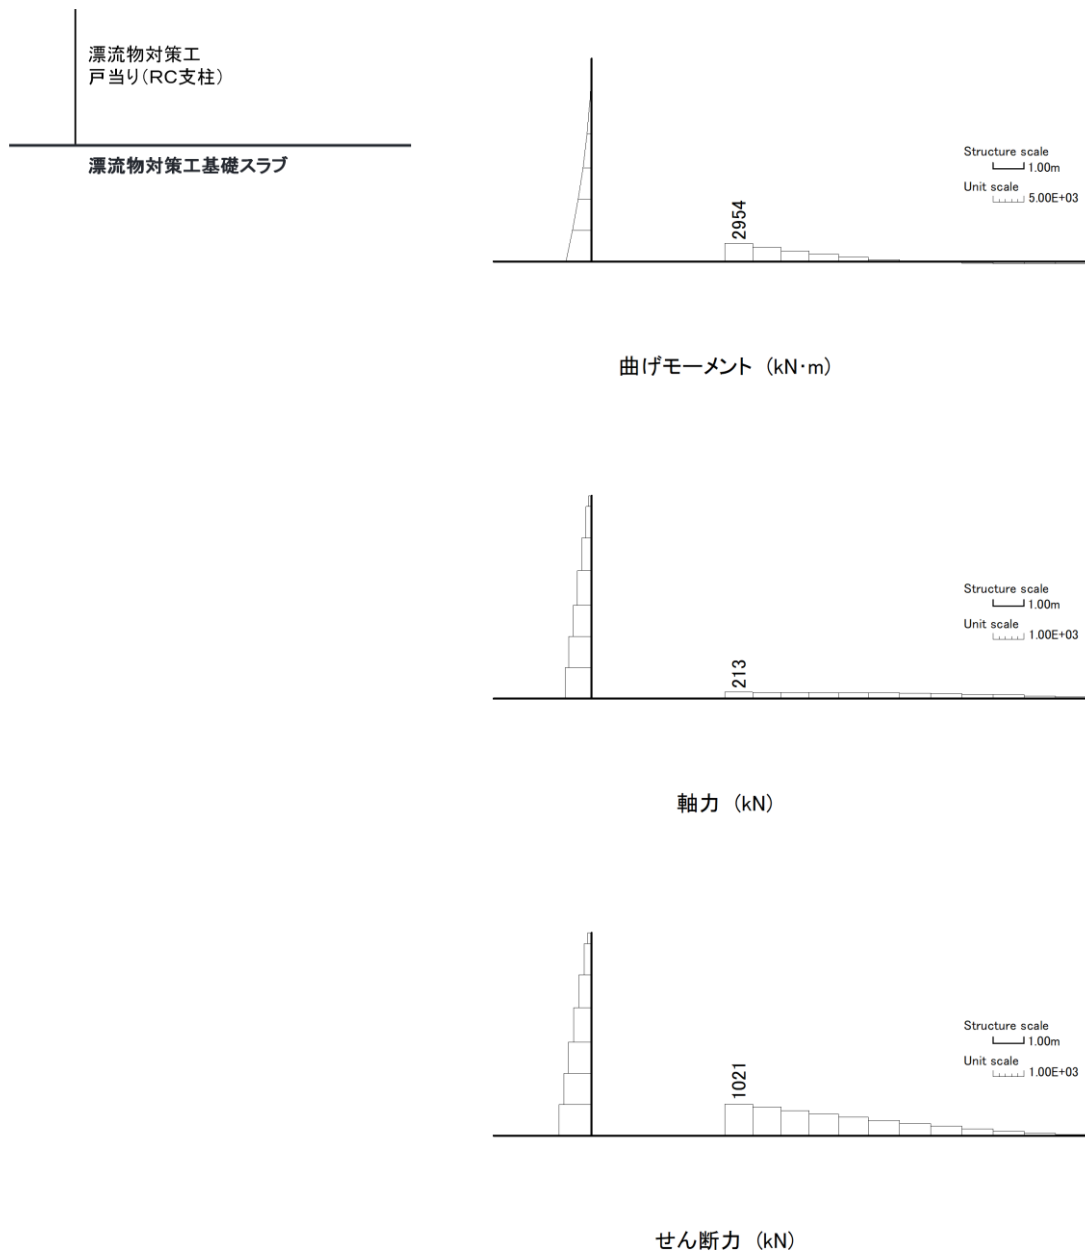 漂流物対策工
戸当り(RC支柱)
漂流物対策工基礎スラブ
Structure scale
1.00m
Unit scale
5.00E+03
2954
曲げモーメント (kN・m)
Structure scale
1.00m
Unit scale
1.00E+03
213
軸力 (kN)
Structure scale
1.00m
Unit scale
1.00E+03
1021
せん断力 (kN)